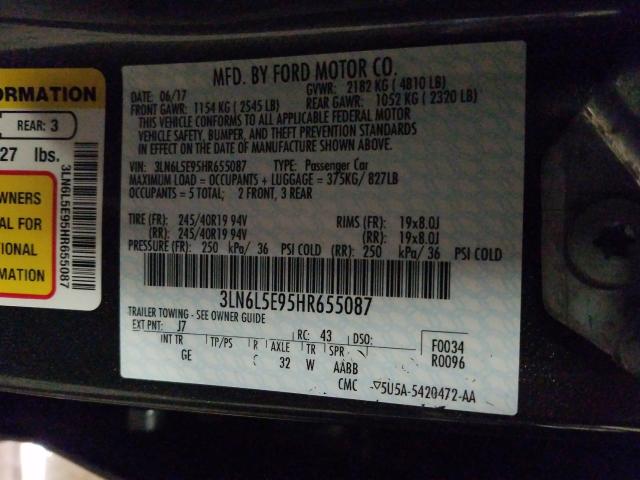 ORMATION
REAR: 3
27 lbs.
WNERS
AL FOR
TIONAL
RMATION
3LN6L5E95HR655087
MFD. BY FORD MOTOR CO.
DATE: 06/17 GVWR: 2182 KG (4810 LB)
FRONT GAWR: 1154 KG (2545 LB) REAR GAWR: 1052 KG (2320 LB)
THIS VEHICLE CONFORMS TO ALL APPLICABLE FEDERAL MOTOR
VEHICLE SAFETY, BUMPER, AND THEFT PREVENTION STANDARDS
IN EFFECT ON THE DATE OF MANUFACTURE SHOWN ABOVE.
VIN: 3LN6L5E95HR655087 TYPE: Passenger Car
MAXIMUM LOAD = OCCUPANTS + LUGGAGE = 375KG/ 827LB
OCCUPANTS = 5 TOTAL; 2 FRONT, 3 REAR
TIRE (FR): 245/40R19 94V RIMS (FR): 19x8.0J
(RR): 245/40R19 94V (RR): 19x8.0J
PRESSURE (FR): 250 kPa/ 36 PSI COLD (RR): 250 kPa/ 36 PSI COLD
3LN6L5E95HR655087
TRAILER TOWING - SEE OWNER GUIDE
EXT PNT: J7 RC: 43 DSO: F0034
INT TR TP/PS R AXLE TR SPR R0096
GE 32 W AABB
CMC ▽5U5A-5420472-AA